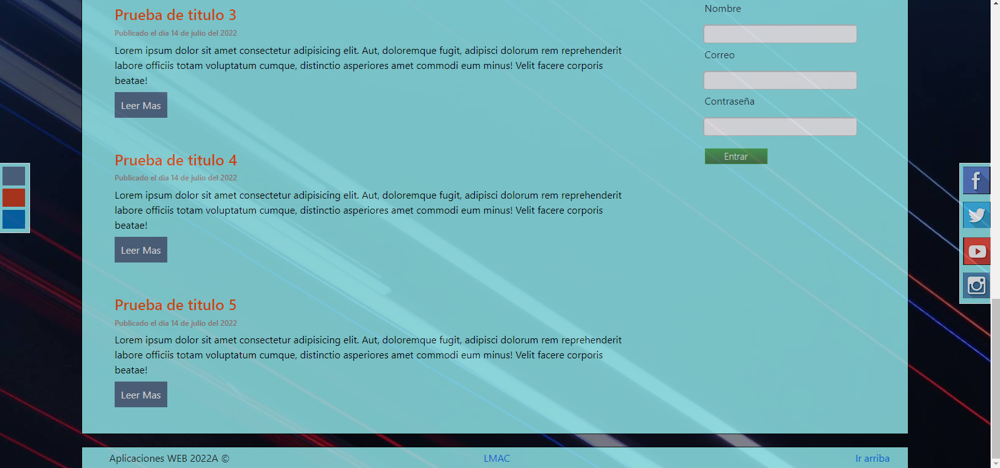 Prueba de titulo 3
Publicado el dia 14 de julio del 2022
Lorem ipsum dolor sit amet consectetur adipisicing elit. Aut, doloremque fugit, adipisci dolorum rem reprehenderit
labore officiis totam voluptatum cumque, distinctio asperiores amet commodi eum minus! Velit facere corporis
beatae!
Leer Mas
Prueba de titulo 4
Publicado el dia 14 de julio del 2022
Lorem ipsum dolor sit amet consectetur adipisicing elit. Aut, doloremque fugit, adipisci dolorum rem reprehenderit
labore officiis totam voluptatum cumque, distinctio asperiores amet commodi eum minus! Velit facere corporis
beatae!
Leer Mas
Prueba de titulo 5
Publicado el dia 14 de julio del 2022
Lorem ipsum dolor sit amet consectetur adipisicing elit. Aut, doloremque fugit, adipisci dolorum rem reprehenderit
labore officiis totam voluptatum cumque, distinctio asperiores amet commodi eum minus! Velit facere corporis
beatae!
Leer Mas
Nombre
Correo
Contraseña
Entrar
Aplicaciones WEB 2022A ©
LMAC
Ir arriba